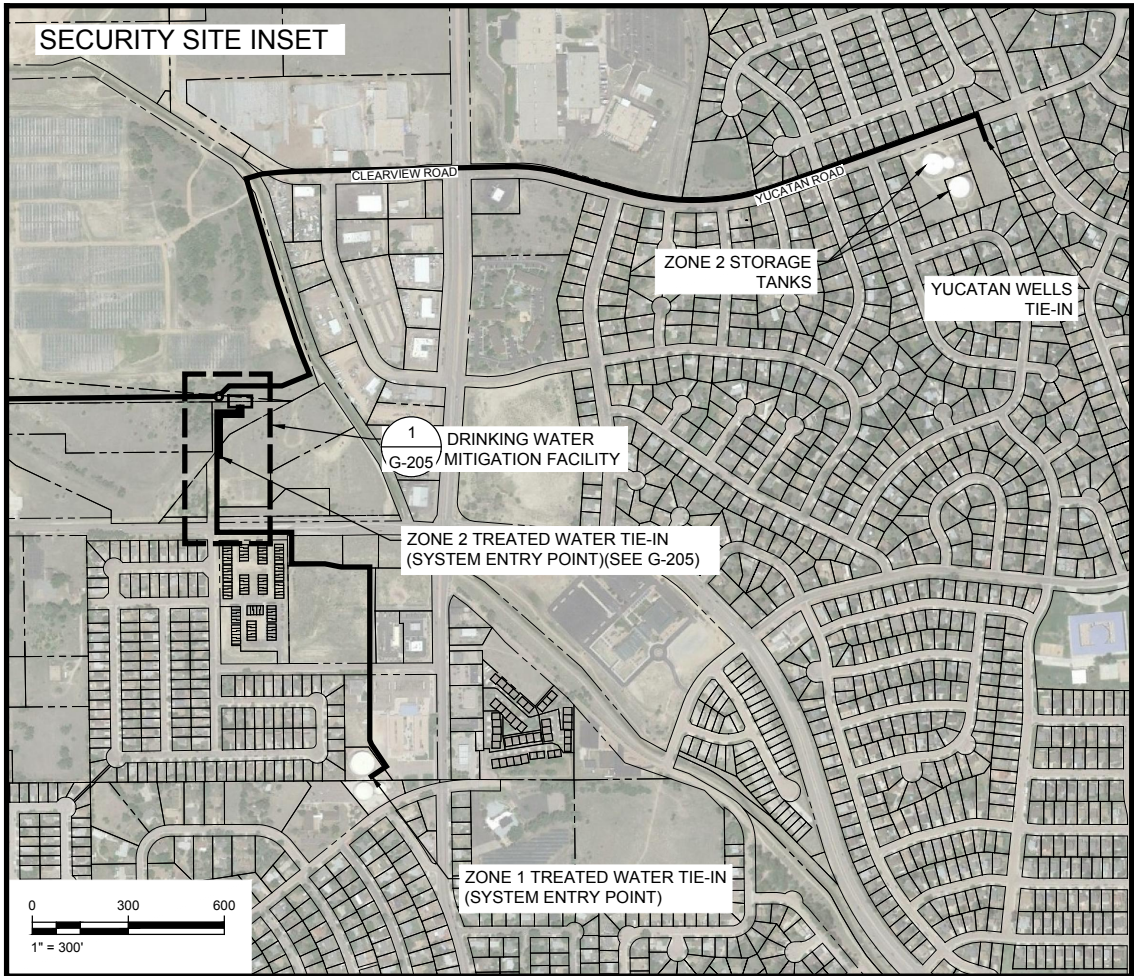 SECURITY SITE INSET
CLEARVIEW ROAD
YUCATAN ROAD
ZONE 2 STORAGE
TANKS
YUCATAN WELLS
TIE-IN
1
G-205
DRINKING WATER
MITIGATION FACILITY
ZONE 2 TREATED WATER TIE-IN
(SYSTEM ENTRY POINT)(SEE G-205)
ZONE 1 TREATED WATER TIE-IN
(SYSTEM ENTRY POINT)
0 300 600
1" = 300'